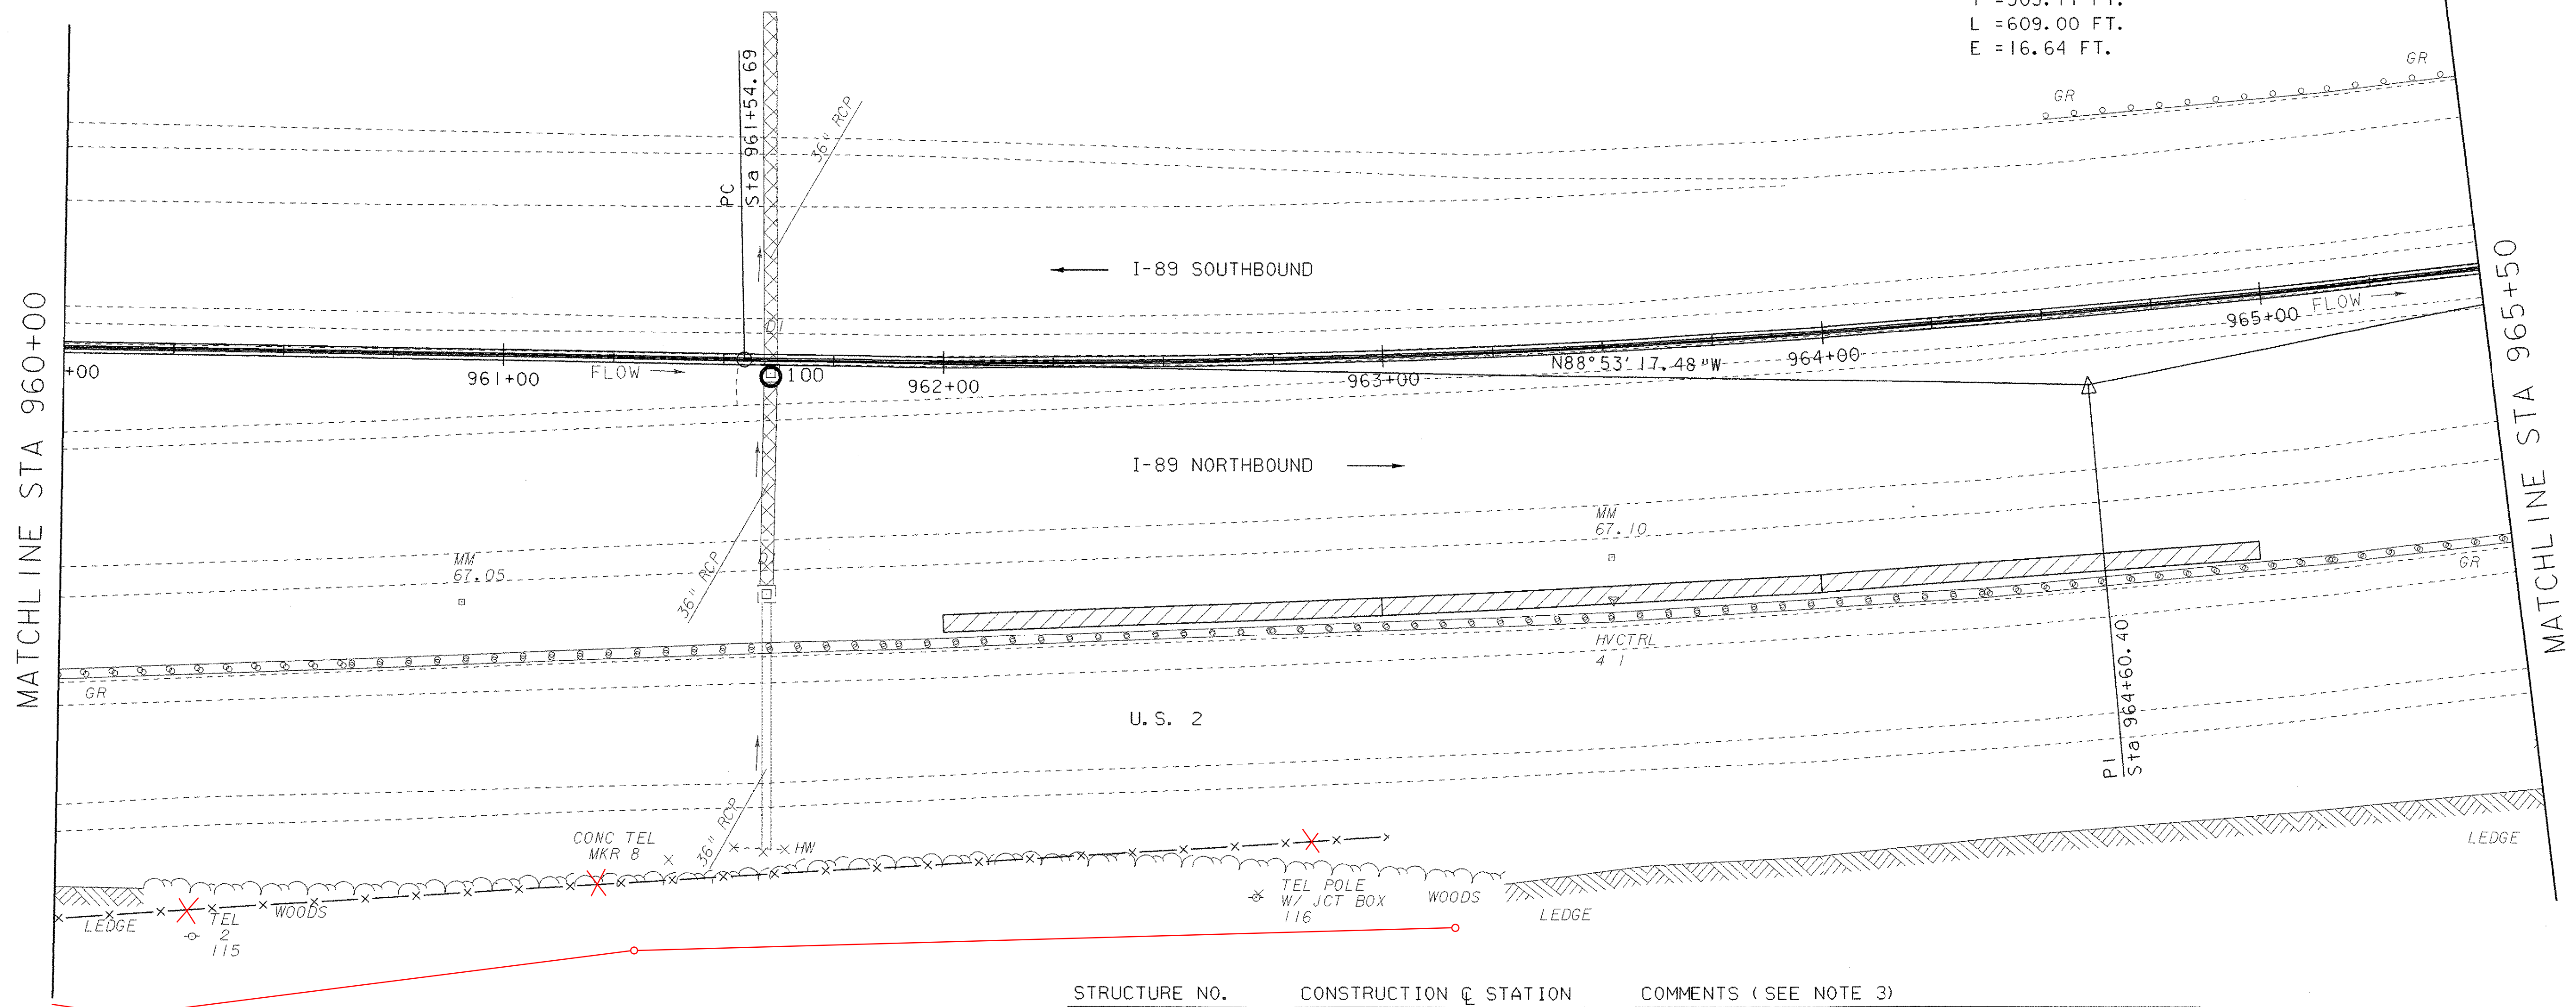 L =609.00 FT.
E =16.64 FT.
GR
GR
MATCHLINE STA 960+00
PC
Sta 961+54.69
36" RCP
I-89 SOUTHBOUND
DI
+00
961+00
FLOW
100
962+00
963+00
N88°53'17.48"W
964+00
965+00
FLOW
MATCHLINE STA 965+50
I-89 NORTHBOUND
MM
67.05
36" RCP
MM
67.10
GR
GR
HVCTRL
4 1
U.S. 2
PI
Sta 964+60.40
CONC TEL
MKR 8
36" RCP
HW
LEDGE
TEL
2
115
WOODS
TEL POLE
W/ JCT BOX
116
WOODS
LEDGE
LEDGE
STRUCTURE NO. CONSTRUCTION ℄ STATION COMMENTS (SEE NOTE 3)